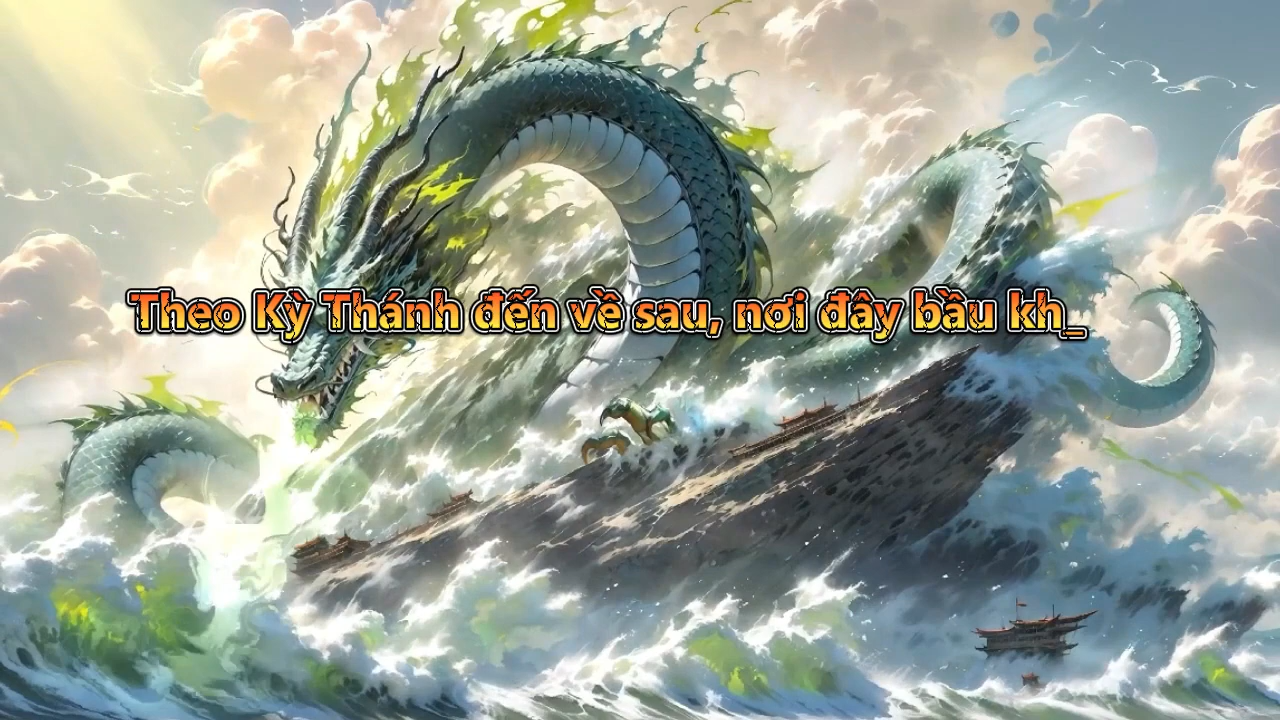 Theo Kỳ Thánh đến về sau, nơi đây bầu kh_